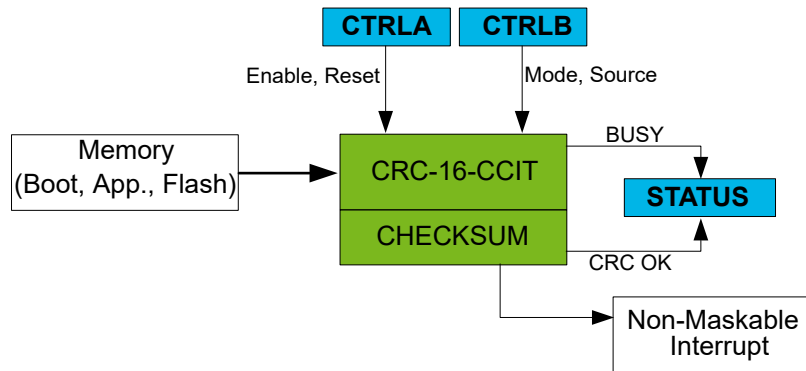 CTRLA
CTRLB
Enable, Reset
Mode, Source
Memory
(Boot, App., Flash)
CRC-16-CCIT
BUSY
STATUS
CHECKSUM
CRC OK
Non-Maskable
Interrupt